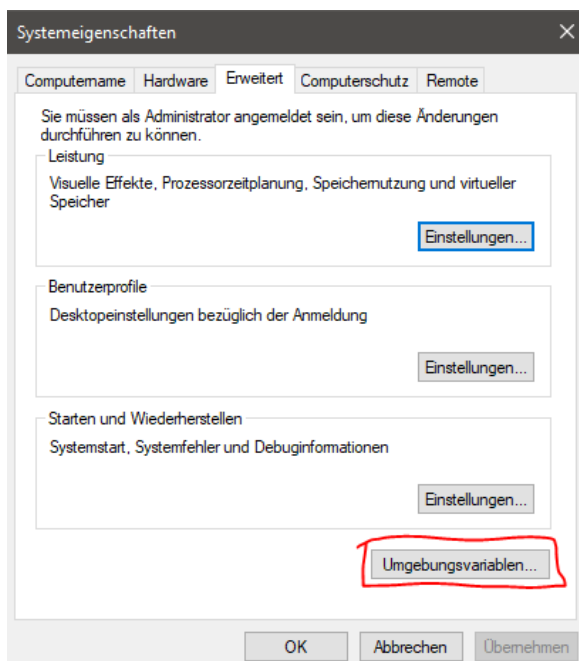 Systemeigenschaften
Computername Hardware Erweitert Computerschutz Remote
Sie müssen als Administrator angemeldet sein, um diese Änderungen
durchführen zu können.
Leistung
Visuelle Effekte, Prozessorzeitplanung, Speichernutzung und virtueller
Speicher
Einstellungen...
Benutzerprofile
Desktopeinstellungen bezüglich der Anmeldung
Einstellungen...
Starten und Wiederherstellen
Systemstart, Systemfehler und Debuginformationen
Einstellungen...
Umgebungsvariablen...
OK Abbrechen Übernehmen